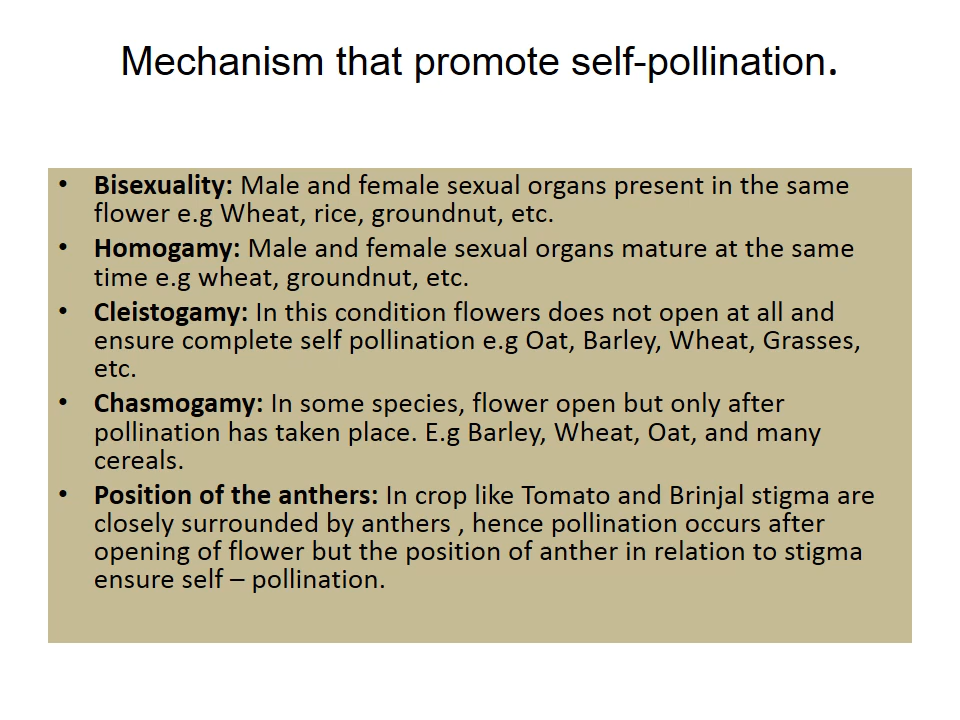 Mechanism that promote self-pollination.
• Bisexuality: Male and female sexual organs present in the same
flower e.g Wheat, rice, groundnut, etc.
• Homogamy: Male and female sexual organs mature at the same
time e.g wheat, groundnut, etc.
• Cleistogamy: In this condition flowers does not open at all and
ensure complete self pollination e.g Oat, Barley, Wheat, Grasses,
etc.
• Chasmogamy: In some species, flower open but only after
pollination has taken place. E.g Barley, Wheat, Oat, and many
cereals.
• Position of the anthers: In crop like Tomato and Brinjal stigma are
closely surrounded by anthers , hence pollination occurs after
opening of flower but the position of anther in relation to stigma
ensure self – pollination.